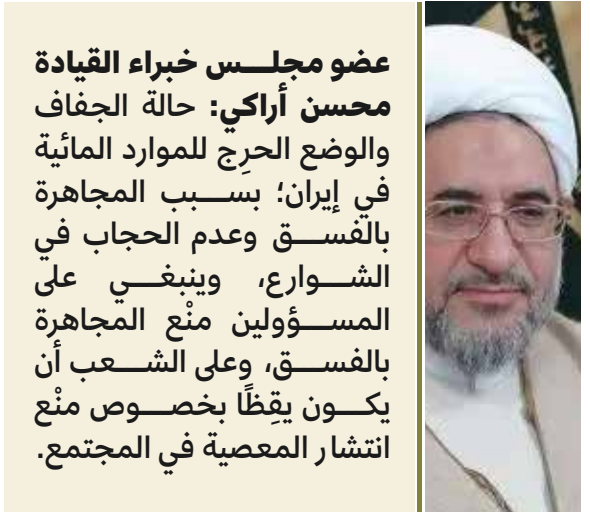 عضو مجلس خبراء القيادة
محسن أراكي: حالة الجفاف
والوضع الحرِج للموارد المائية
في إيران؛ بسبب المجاهرة
بالفسق وعدم الحجاب في
الشوارع، وينبغي على
المسؤولين منْع المجاهرة
بالفسق، وعلى الشعب أن
يكون يقِظًا بخصوص منْع
انتشار المعصية في المجتمع.